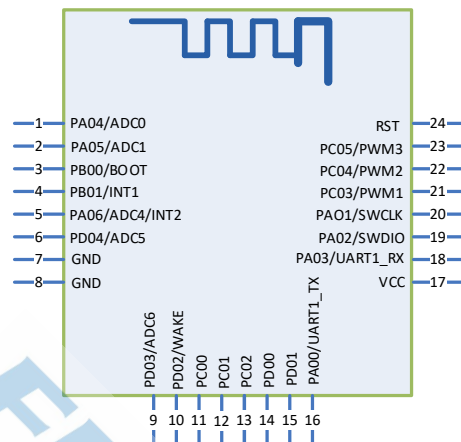 1 PA04/ADC0
2 PA05/ADC1
3 PB00/BOOT
4 PB01/INT1
5 PA06/ADC4/INT2
6 PD04/ADC5
7 GND
8 GND
RST 24
PC05/PWM3 23
PC04/PWM2 22
PC03/PWM1 21
PAO1/SWCLK 20
PA02/SWDIO 19
PA03/UART1_RX 18
VCC 17
PD03/ADC6
PD02/WAKE
PC00
PC01
PC02
PD00
PD01
PA00/UART1_TX
9 10 11 12 13 14 15 16